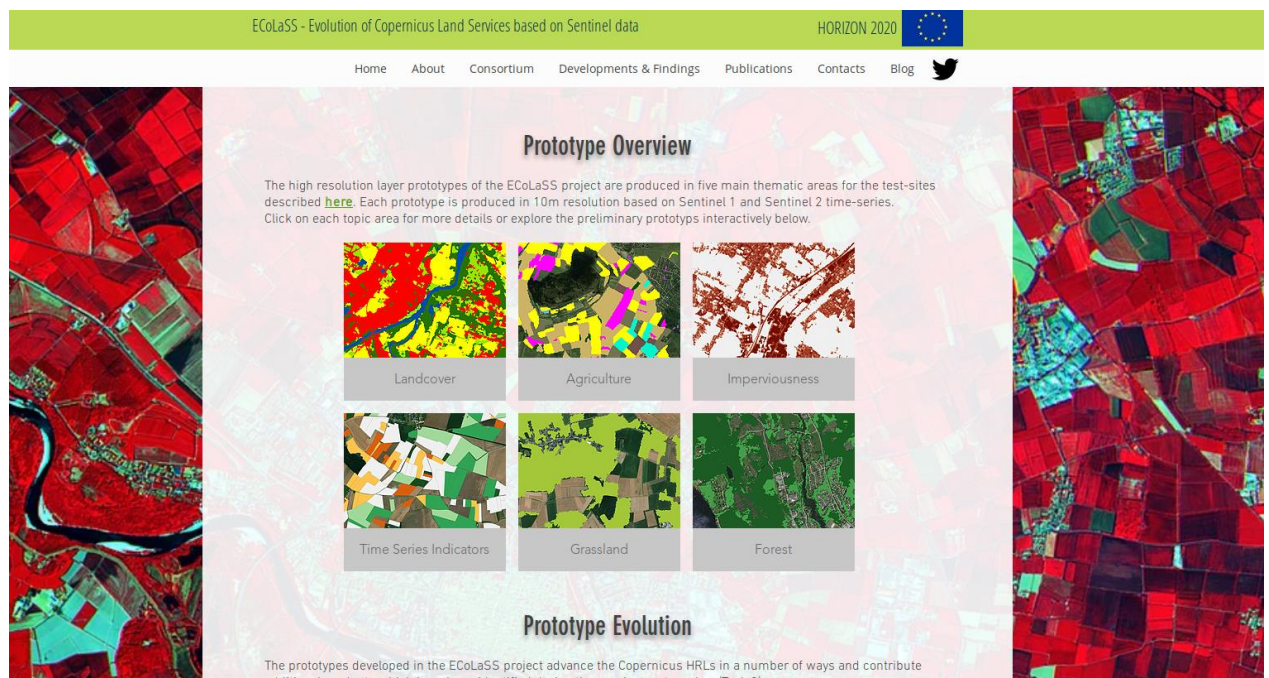 ECoLaSS - Evolution of Copernicus Land Services based on Sentinel data
HORIZON 2020
Home About Consortium Developments & Findings Publications Contacts Blog
Prototype Overview
The high resolution layer prototypes of the ECoLaSS project are produced in five main thematic areas for the test-sites
described here. Each prototype is produced in 10m resolution based on Sentinel 1 and Sentinel 2 time-series.
Click on each topic area for more details or explore the preliminary prototyps interactively below.
Landcover Agriculture Imperviousness
Time Series Indicators Grassland Forest
Prototype Evolution
The prototypes developed in the ECoLaSS project advance the Copernicus HRLs in a number of ways and contribute